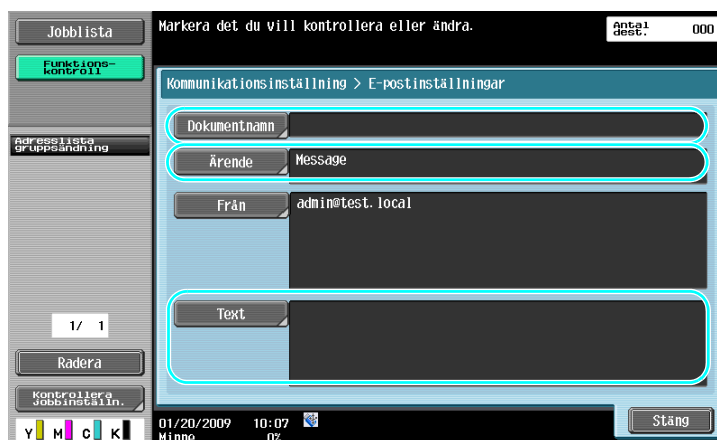 Jobblista
Markera det du vill kontrollera eller ändra.
Antal dest. 000
Funktions-
kontroll
Kommunikationsinställning > E-postinställningar
Dokumentnamn
Adresslista
gruppsändning
Ärende Message
Från admin@test.local
Text
1/ 1
Radera
Kontrollera
Jobbinställn.
Y M C K
01/20/2009 10:07
Minne 0%
Stäng